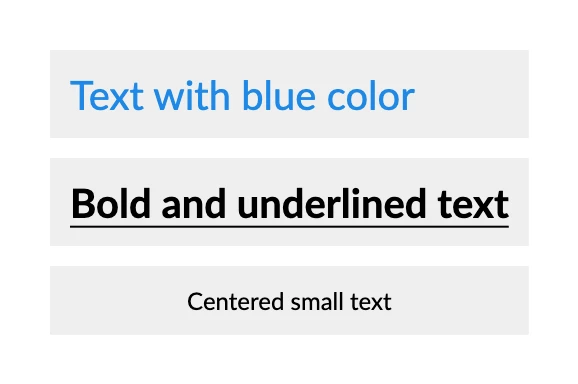 Text with blue color
Bold and underlined text
Centered small text